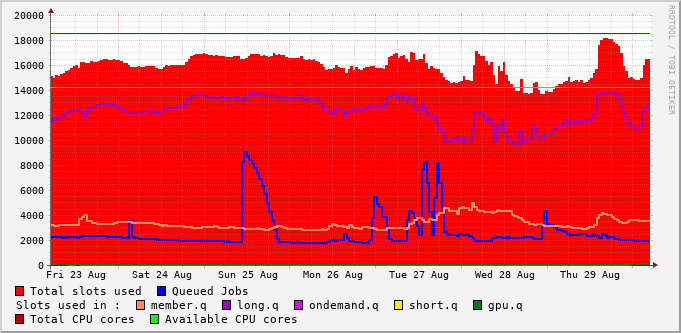 20000
18000
16000
14000
12000
10000
8000
6000
4000
2000
0
Fri 23 Aug Sat 24 Aug Sun 25 Aug Mon 26 Aug Tue 27 Aug Wed 28 Aug Thu 29 Aug
Total slots used Queued Jobs
Slots used in : member.q long.q ondemand.q short.q gpu.q
Total CPU cores Available CPU cores
RRDTOOL / TOBI OETIKER